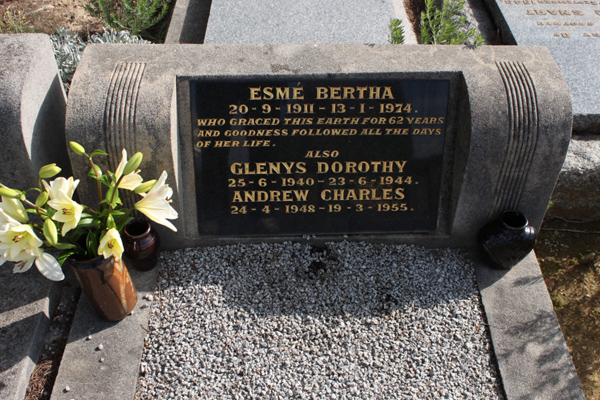 ESMÉ BERTHA
20-9-1911-13-1-1974.
WHO GRACED THIS EARTH FOR 62 YEARS
AND GOODNESS FOLLOWED ALL THE DAYS
OF HER LIFE.
ALSO
GLENYS DOROTHY
25-6-1940-23-6-1944.
ANDREW CHARLES
24-4-1948-19-3-1955.